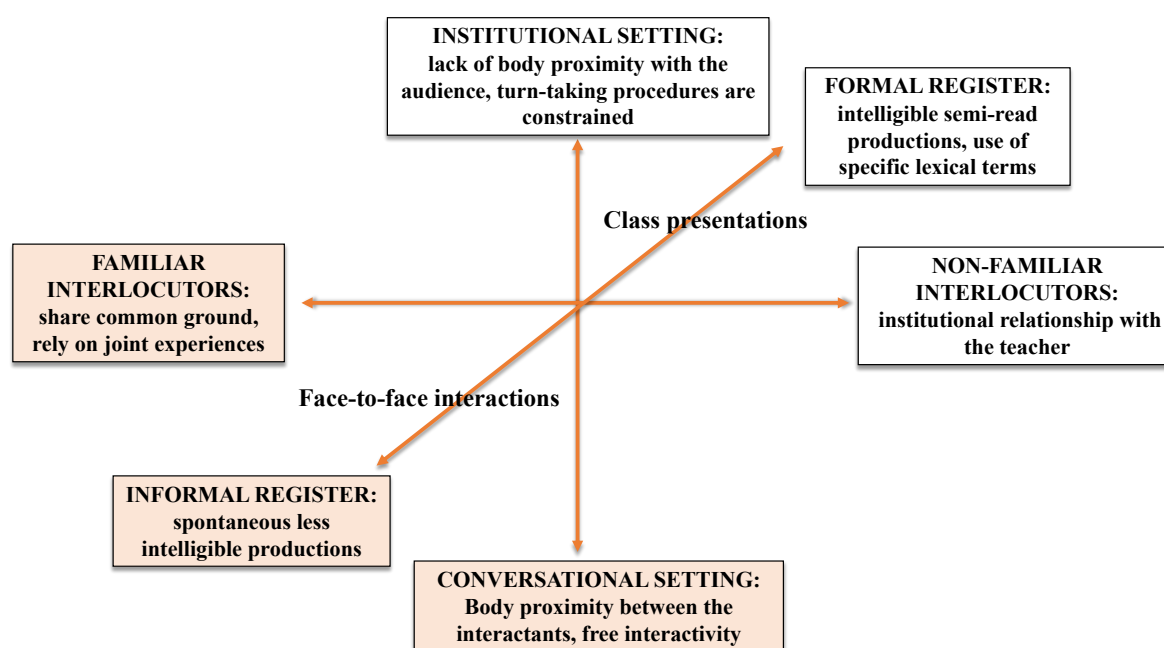 INSTITUTIONAL SETTING:
lack of body proximity with the
audience, turn-taking procedures are
constrained
FORMAL REGISTER:
intelligible semi-read
productions, use of
specific lexical terms
Class presentations
FAMILIAR
INTERLOCUTORS:
share common ground,
rely on joint experiences
NON-FAMILIAR
INTERLOCUTORS:
institutional relationship with
the teacher
Face-to-face interactions
INFORMAL REGISTER:
spontaneous less
intelligible productions
CONVERSATIONAL SETTING:
Body proximity between the
interactants, free interactivity